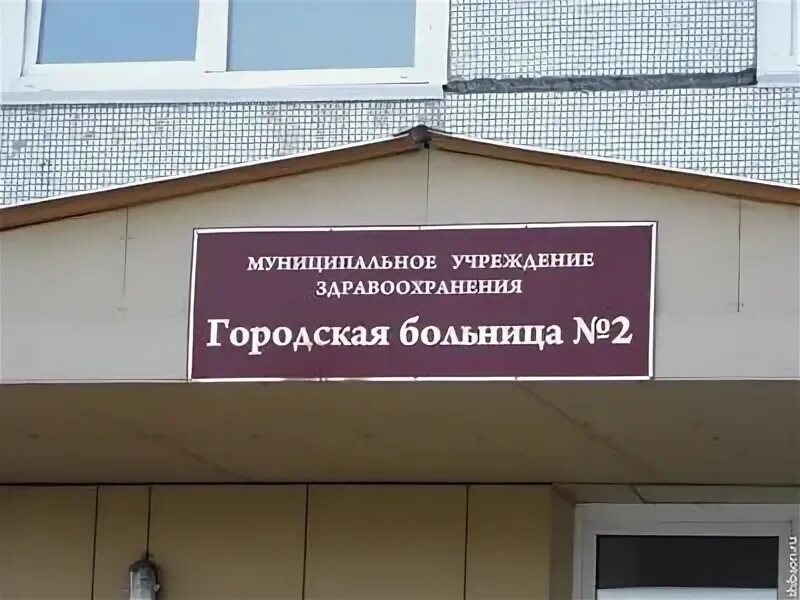 МУНИЦИПАЛЬНОЕ УЧРЕЖДЕНИЕ
ЗДРАВООХРАНЕНИЯ
Городская больница №2